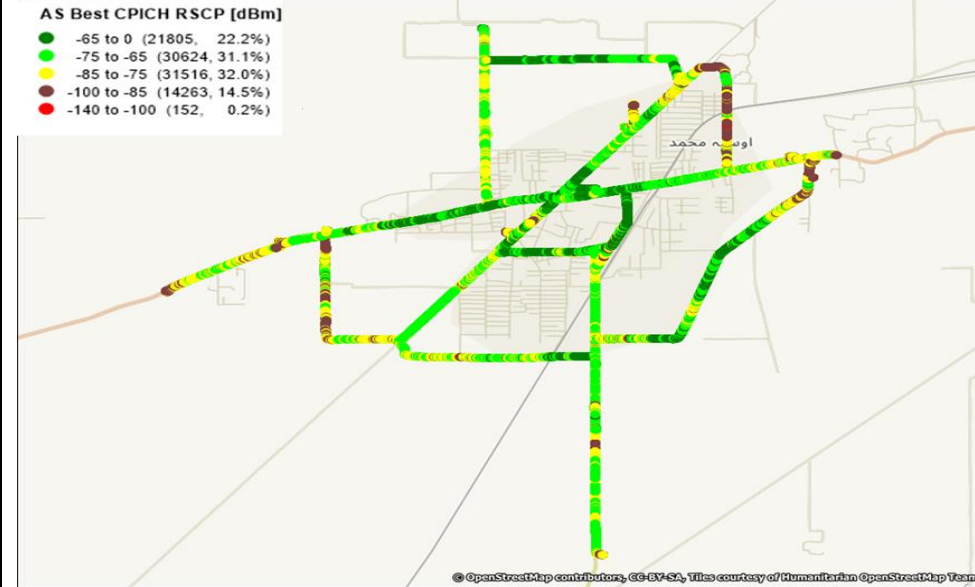 AS Best CPICH RSCP [dBm]
-65 to 0 (21805, 22.2%)
-75 to -65 (30624, 31.1%)
-85 to -75 (31516, 32.0%)
-100 to -85 (14263, 14.5%)
-140 to -100 (152, 0.2%)
محمد
© OpenStreetMap contributors, CC-BY-SA, Tiles courtesy of Humanitarian OpenStreetMap Team